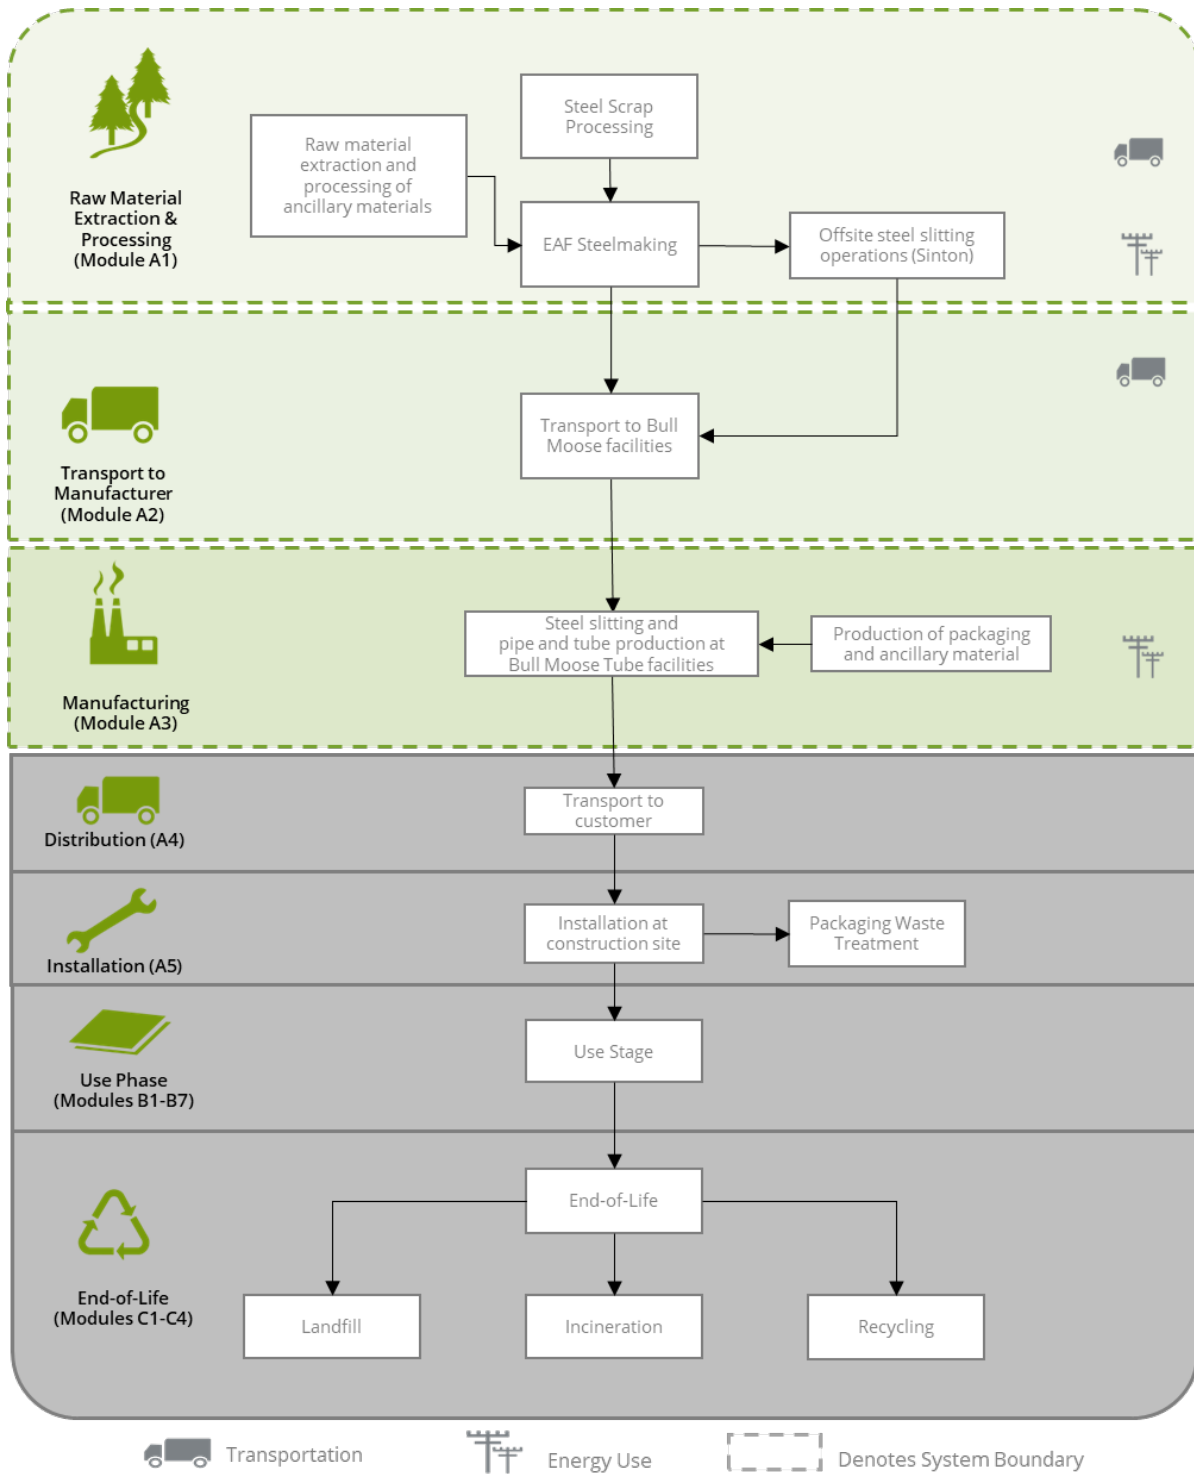 Steel Scrap
Processing
Raw material
extraction and
processing of
ancillary materials
Raw Material
Extraction &
Processing
(Module A1)
EAF Steelmaking
Offsite steel slitting
operations (Sinton)
Transport to Bull
Moose facilities
Transport to
Manufacturer
(Module A2)
Steel slitting and
pipe and tube production at
Bull Moose Tube facilities
Production of packaging
and ancillary material
Manufacturing
(Module A3)
Transport to
customer
Distribution (A4)
Installation at
construction site
Packaging Waste
Treatment
Installation (A5)
Use Stage
Use Phase
(Modules B1-B7)
End-of-Life
End-of-Life
(Modules C1-C4)
Landfill
Incineration
Recycling
Transportation
Energy Use
Denotes System Boundary